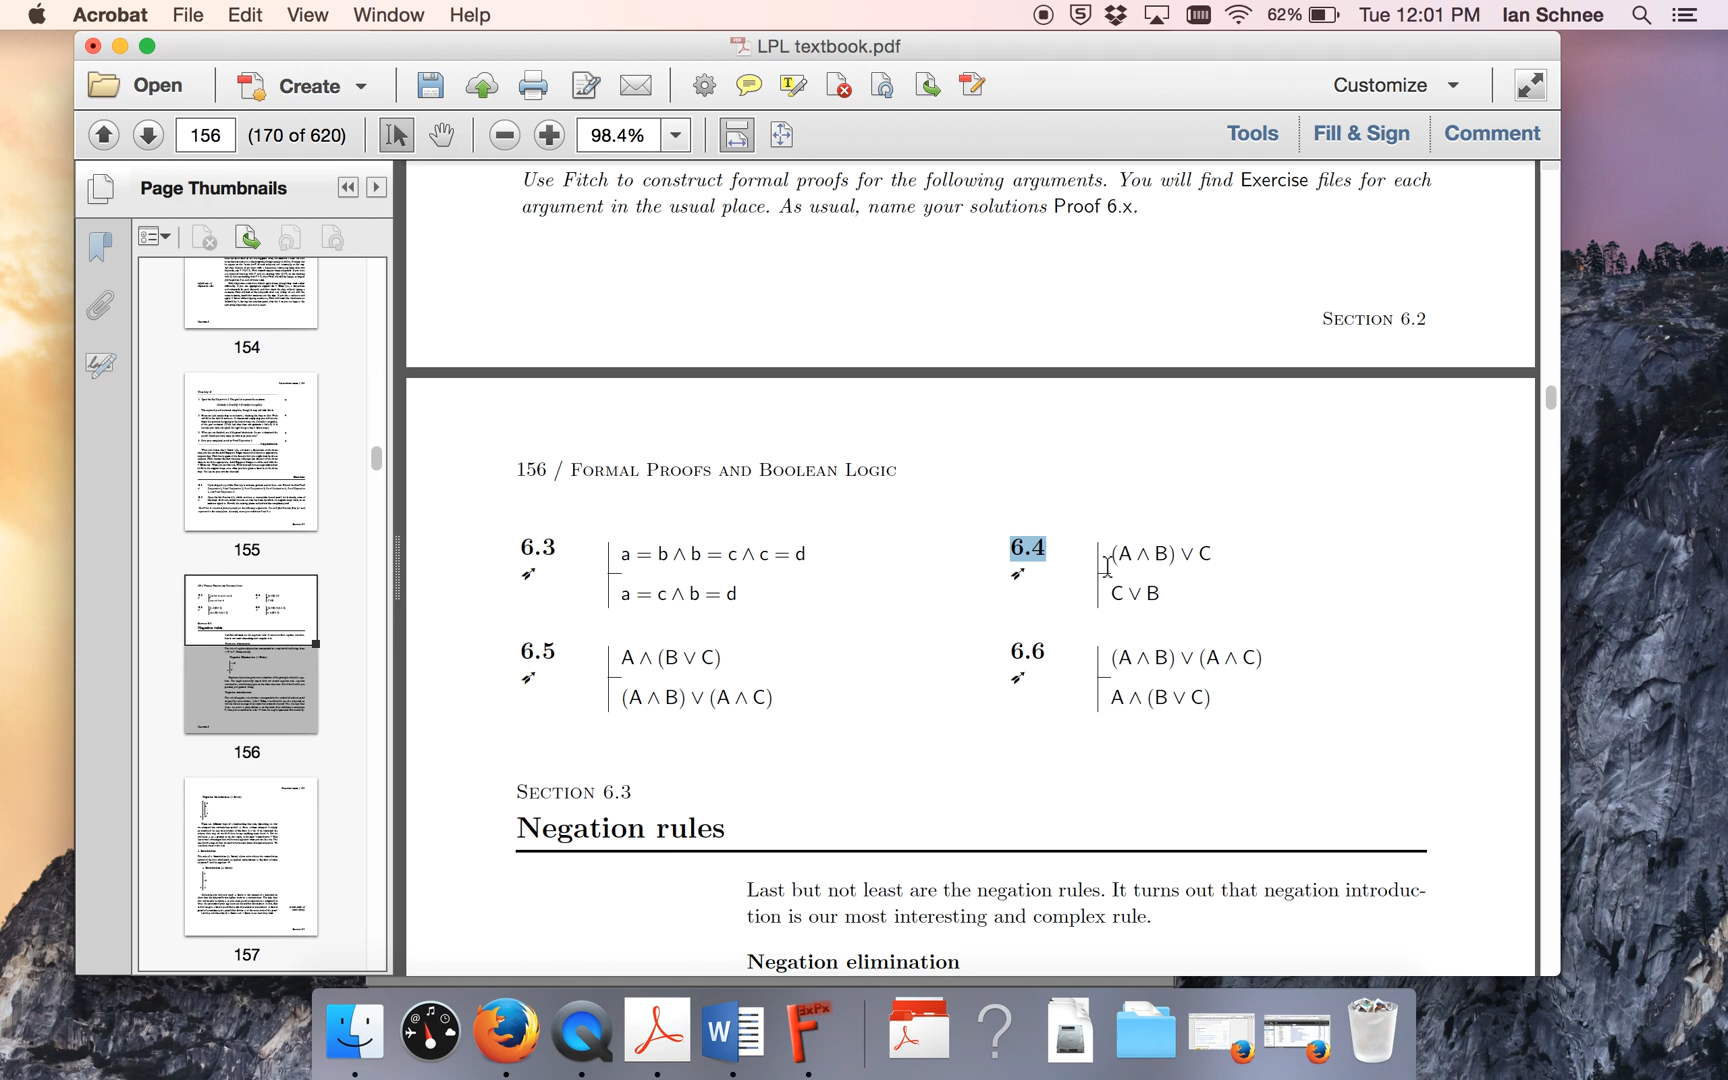 Acrobat File Edit View Window Help 62% Tue 12:01 PM Ian Schnee
LPL textbook.pdf
Open Create Customize
156 (170 of 620) 98.4% Tools Fill & Sign Comment
Page Thumbnails
154
155
156
157
Use Fitch to construct formal proofs for the following arguments. You will find Exercise files for each
argument in the usual place. As usual, name your solutions Proof 6.x.
Section 6.2
156 / Formal Proofs and Boolean Logic
6.3 a = b ∧ b = c ∧ c = d
a = c ∧ b = d
6.4 (A ∧ B) ∨ C
C ∨ B
6.5 A ∧ (B ∨ C)
(A ∧ B) ∨ (A ∧ C)
6.6 (A ∧ B) ∨ (A ∧ C)
A ∧ (B ∨ C)
Section 6.3
Negation rules
Last but not least are the negation rules. It turns out that negation introduc-
tion is our most interesting and complex rule.
Negation elimination